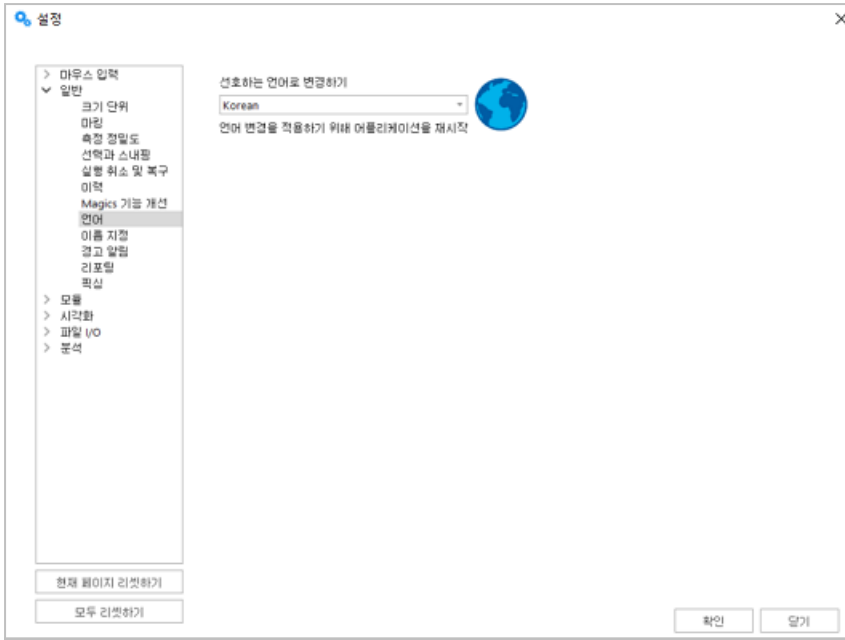 설정
마우스 입력
일반
크기 단위
마킹
측정 정밀도
선택과 스내핑
실행 취소 및 복구
이력
Magics 기능 개선
언어
이름 지정
경고 알림
리포팅
픽싱
모듈
시각화
파일 I/O
분석
선호하는 언어로 변경하기
Korean
언어 변경을 적용하기 위해 어플리케이션을 재시작
현재 페이지 리셋하기
모두 리셋하기
확인
닫기